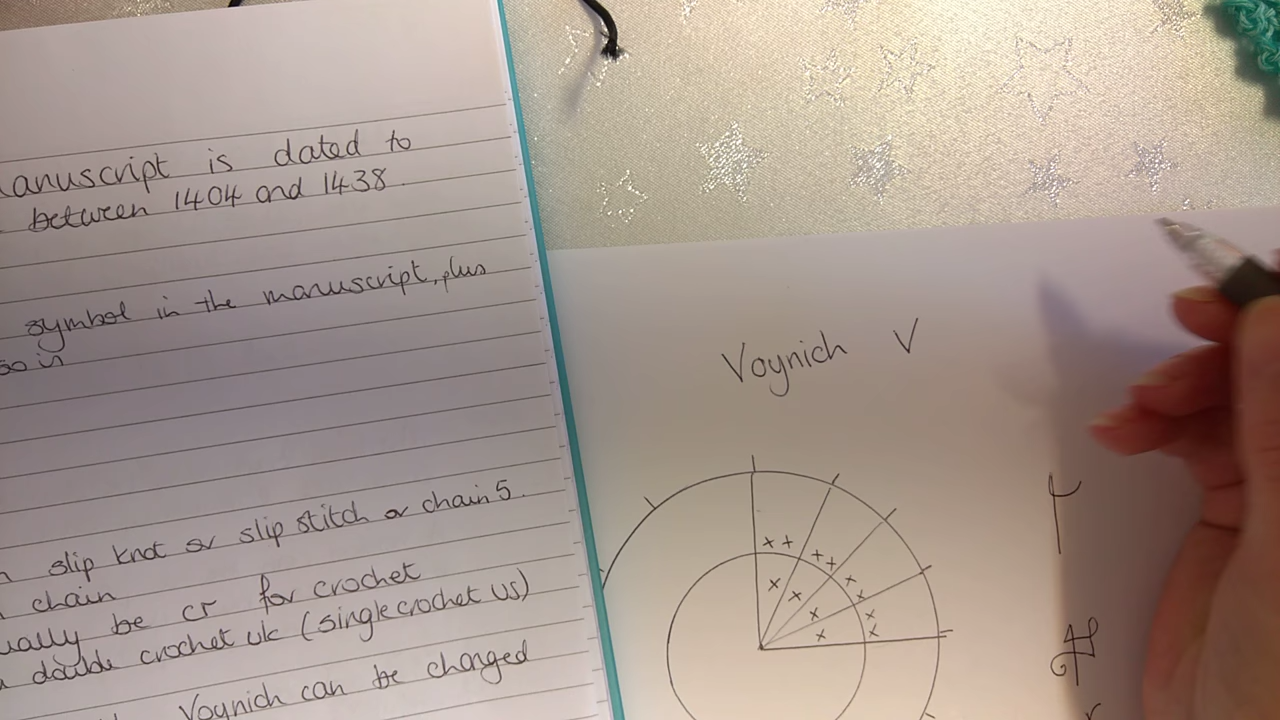 anuscript is dated to
between 1404 and 1438
symbol in the manuscript, plus
so in
slip knot or slip stitch or chain 5.
chain
ually be cr for crochet
double crochet uk (single crochet US)
Voynich can be changed
Voynich V